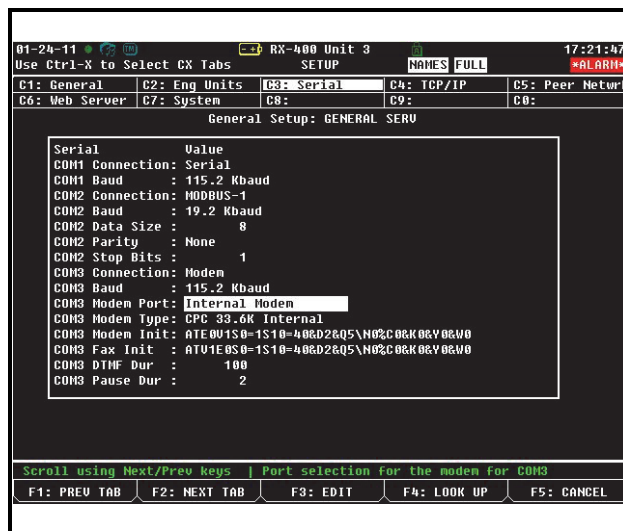 01-24-11 RX-400 Unit 3 17:21:47
Use Ctrl-X to Select CX Tabs SETUP NAMES FULL *ALARM*
C1: General C2: Eng Units C3: Serial C4: TCP/IP C5: Peer Netwrk
C6: Web Server C7: System C8: C9: C0:
General Setup: GENERAL SERV
Serial Value
COM1 Connection: Serial
COM1 Baud : 115.2 Kbaud
COM2 Connection: MODBUS-1
COM2 Baud : 19.2 Kbaud
COM2 Data Size : 8
COM2 Parity : None
COM2 Stop Bits : 1
COM3 Connection: Modem
COM3 Baud : 115.2 Kbaud
COM3 Modem Port: Internal Modem
COM3 Modem Type: CPC 33.6K Internal
COM3 Modem Init: ATE0V1S0=1S10=40&D2&Q5\N0%C0&K0&Y0&W0
COM3 Fax Init : ATV1E0S0=1S10=40&D2&Q5\N0%C0&K0&Y0&W0
COM3 DTMF Dur : 100
COM3 Pause Dur : 2
Scroll using Next/Prev keys | Port selection for the modem for COM3
F1: PREV TAB F2: NEXT TAB F3: EDIT F4: LOOK UP F5: CANCEL